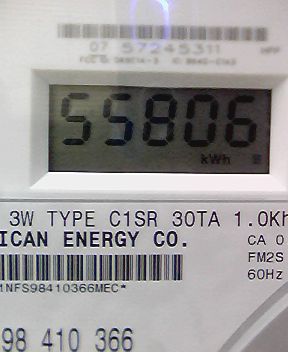 07 57245311
55806
kWh
3W TYPE C1SR 30TA 1.0Kh
ICAN ENERGY CO.
CA 0
FM2S
60Hz
1NFS98410366MEC*
98 410 366